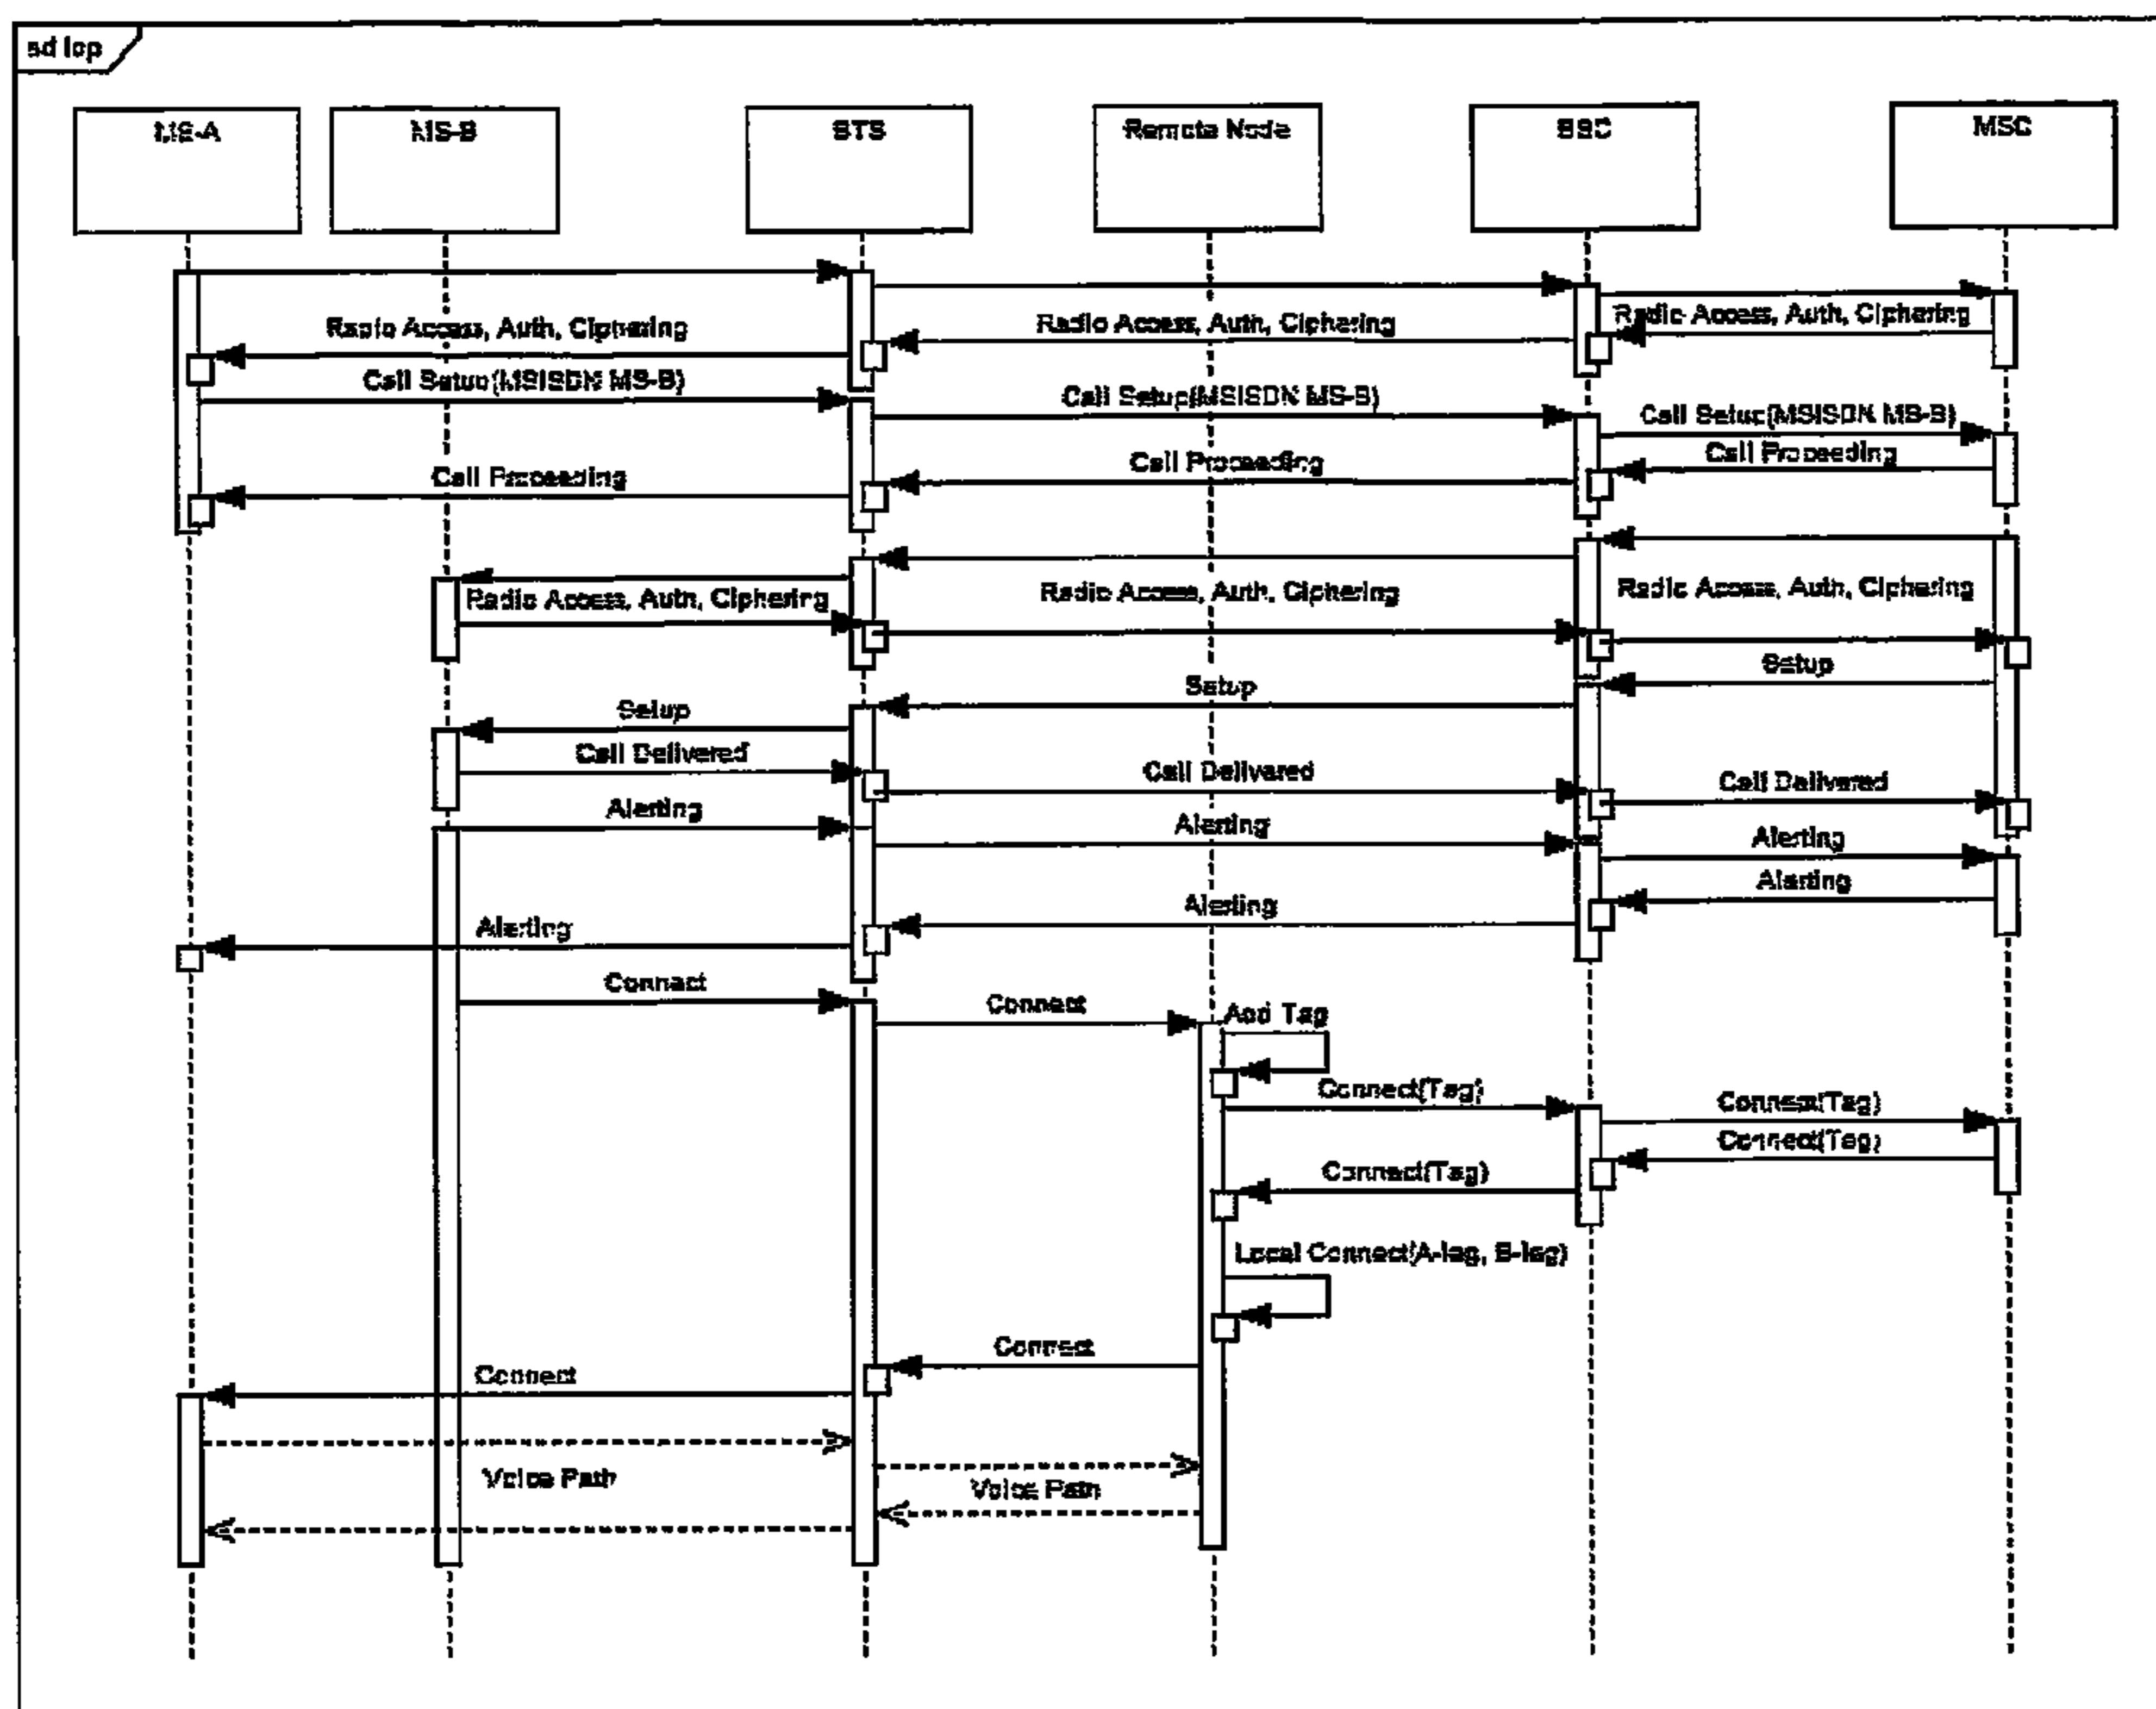 sd lcp
MS-A
MS-B
BTS
Remote Node
BSC
MSC
Radio Access, Auth, Ciphering
Radio Access, Auth, Ciphering
Radio Access, Auth, Ciphering
Call Setup(MSISDN MS-B)
Call Setup(MSISDN MS-B)
Call Setup(MSISDN MS-B)
Call Proceeding
Call Proceeding
Call Proceeding
Radio Access, Auth, Ciphering
Radio Access, Auth, Ciphering
Radio Access, Auth, Ciphering
Setup
Setup
Setup
Call Delivered
Call Delivered
Call Delivered
Alerting
Alerting
Alerting
Alerting
Alerting
Alerting
Connect
Connect
Add Tag
Connect(Tag)
Connect(Tag)
Connect(Tag)
Connect(Tag)
Local Connect(A-leg, B-leg)
Connect
Connect
Voice Path
Voice Path